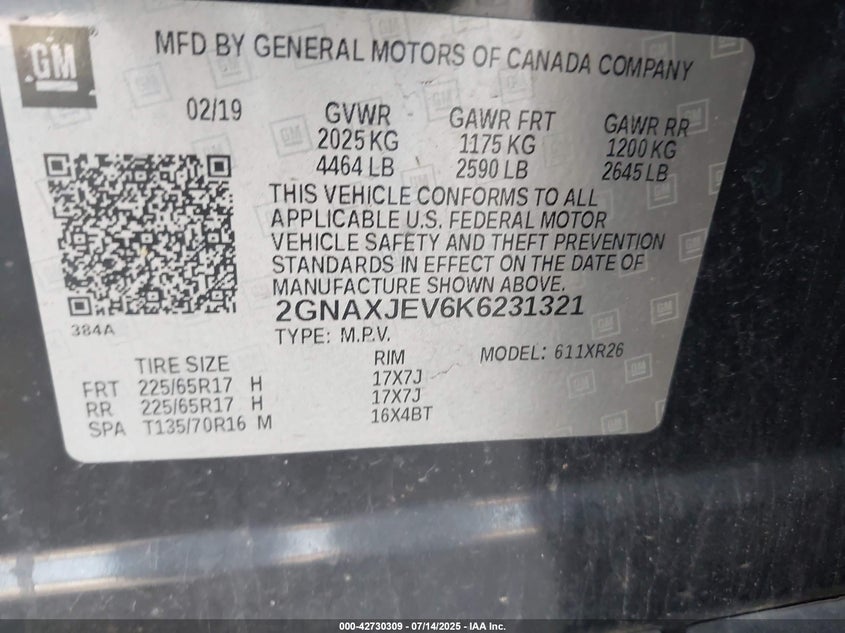 GM
MFD BY GENERAL MOTORS OF CANADA COMPANY
02/19
GVWR
2025 KG
4464 LB
GAWR FRT
1175 KG
2590 LB
GAWR RR
1200 KG
2645 LB
THIS VEHICLE CONFORMS TO ALL
APPLICABLE U.S. FEDERAL MOTOR
VEHICLE SAFETY AND THEFT PREVENTION
STANDARDS IN EFFECT ON THE DATE OF
MANUFACTURE SHOWN ABOVE.
2GNAXJEV6K6231321
384A
TYPE: M.P.V.
MODEL: 611XR26
TIRE SIZE RIM
FRT 225/65R17 H 17X7J
RR 225/65R17 H 17X7J
SPA T135/70R16 M 16X4BT
000-42730309 - 07/14/2025 - IAA Inc.